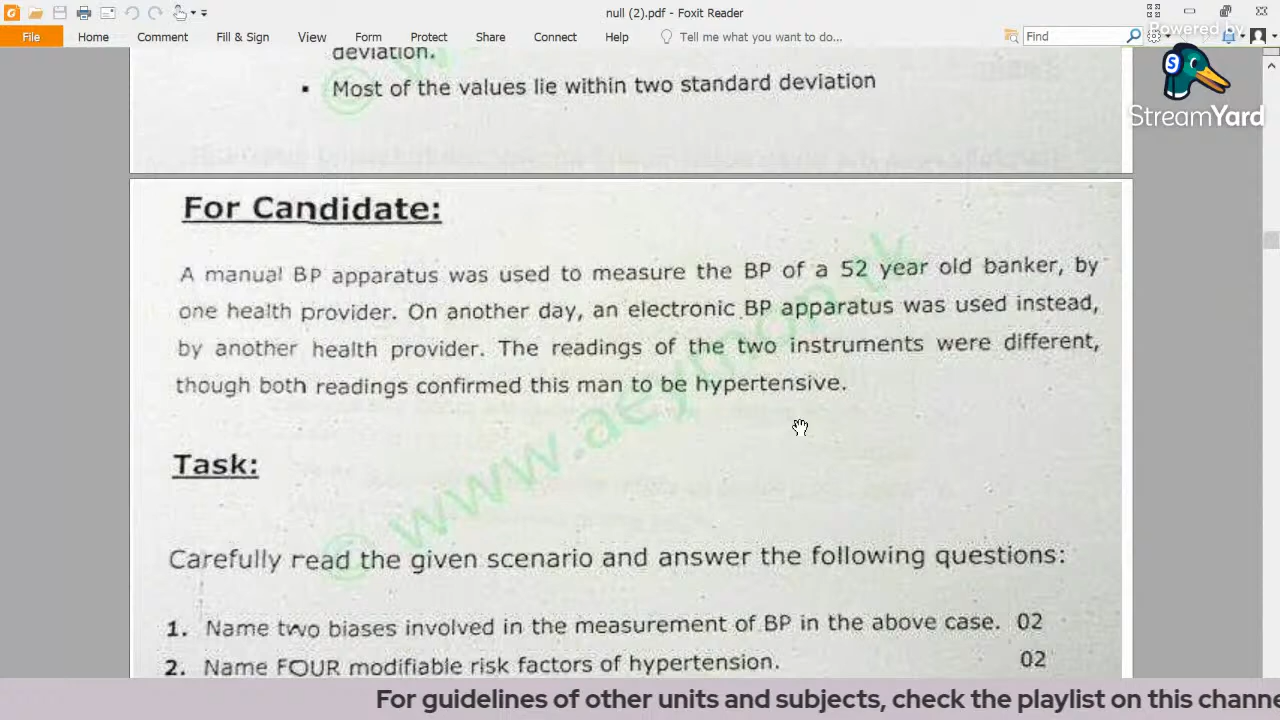 null (2).pdf - Foxit Reader
File Home Comment Fill & Sign View Form Protect Share Connect Help Tell me what you want to do... Find
Powered by
StreamYard
deviation.
▪ Most of the values lie within two standard deviation
For Candidate:
A manual BP apparatus was used to measure the BP of a 52 year old banker, by
one health provider. On another day, an electronic BP apparatus was used instead,
by another health provider. The readings of the two instruments were different,
though both readings confirmed this man to be hypertensive.
Task:
Carefully read the given scenario and answer the following questions:
1. Name two biases involved in the measurement of BP in the above case. 02
2. Name FOUR modifiable risk factors of hypertension. 02
For guidelines of other units and subjects, check the playlist on this channe